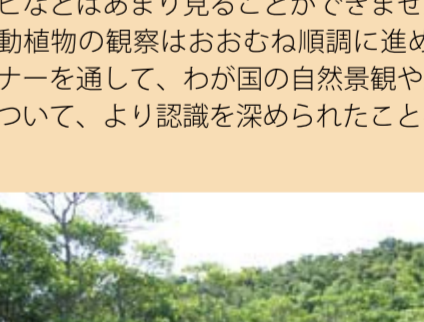 ビなどはあまり見ることができませ
動植物の観察はおおむね順調に進め
ナーを通して、わが国の自然景観や
ついて、より認識を深められたこと